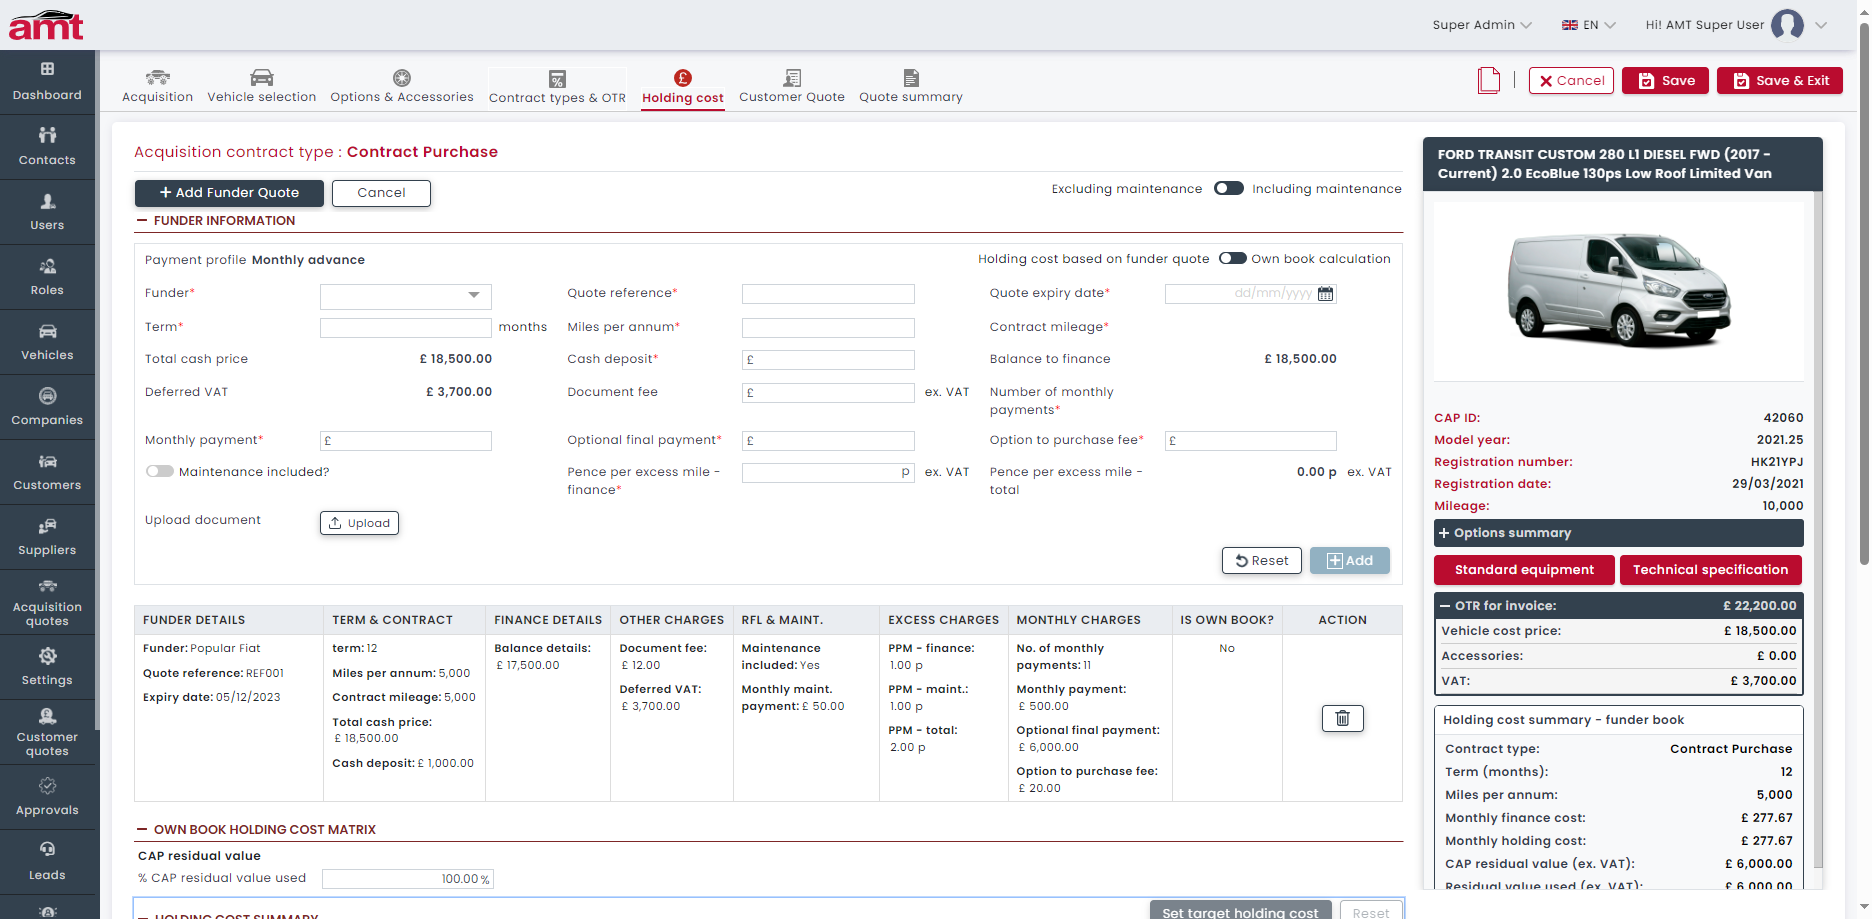 amt
Super Admin
EN
Hi! AMT Super User
Dashboard
Contacts
Users
Roles
Vehicles
Companies
Customers
Suppliers
Acquisition quotes
Settings
Customer quotes
Approvals
Leads
Acquisition
Vehicle selection
Options & Accessories
Contract types & OTR
Holding cost
Customer Quote
Quote summary
Cancel
Save
Save & Exit
Acquisition contract type : Contract Purchase
+ Add Funder Quote
Cancel
Excluding maintenance
Including maintenance
FUNDER INFORMATION
Payment profile Monthly advance
Holding cost based on funder quote
Own book calculation
Funder*
Quote reference*
Quote expiry date*
dd/mm/yyyy
Term*
months
Miles per annum*
Contract mileage*
Total cash price
£ 18,500.00
Cash deposit*
£
Balance to finance
£ 18,500.00
Deferred VAT
£ 3,700.00
Document fee
£
ex. VAT
Number of monthly
payments*
Monthly payment*
£
Optional final payment*
£
Option to purchase fee*
£
Maintenance included?
Pence per excess mile -
finance*
p
ex. VAT
Pence per excess mile -
total
0.00 p
ex. VAT
Upload document
Upload
Reset
Add
FUNDER DETAILS
TERM & CONTRACT
FINANCE DETAILS
OTHER CHARGES
RFL & MAINT.
EXCESS CHARGES
MONTHLY CHARGES
IS OWN BOOK?
ACTION
Funder: Popular Fiat
Quote reference: REF001
Expiry date: 05/12/2023
term: 12
Miles per annum: 5,000
Contract mileage: 5,000
Total cash price:
£ 18,500.00
Cash deposit: £ 1,000.00
Balance details:
£ 17,500.00
Document fee:
£ 12.00
Deferred VAT:
£ 3,700.00
Maintenance
included: Yes
Monthly maint.
payment: £ 50.00
PPM - finance:
1.00 p
PPM - maint.:
1.00 p
PPM - total:
2.00 p
No. of monthly
payments: 11
Monthly payment:
£ 500.00
Optional final payment:
£ 6,000.00
Option to purchase fee:
£ 20.00
No
OWN BOOK HOLDING COST MATRIX
CAP residual value
% CAP residual value used
100.00 %
HOLDING COST SUMMARY
Set target holding cost
Reset
FORD TRANSIT CUSTOM 280 L1 DIESEL FWD (2017 -
Current) 2.0 EcoBlue 130ps Low Roof Limited Van
CAP ID: 42060
Model year: 2021.25
Registration number: HK21YPJ
Registration date: 29/03/2021
Mileage: 10,000
+ Options summary
Standard equipment
Technical specification
OTR for invoice: £ 22,200.00
Vehicle cost price: £ 18,500.00
Accessories: £ 0.00
VAT: £ 3,700.00
Holding cost summary - funder book
Contract type: Contract Purchase
Term (months): 12
Miles per annum: 5,000
Monthly finance cost: £ 277.67
Monthly holding cost: £ 277.67
CAP residual value (ex. VAT): £ 6,000.00
Residual value used (ex. VAT): £ 6,000.00